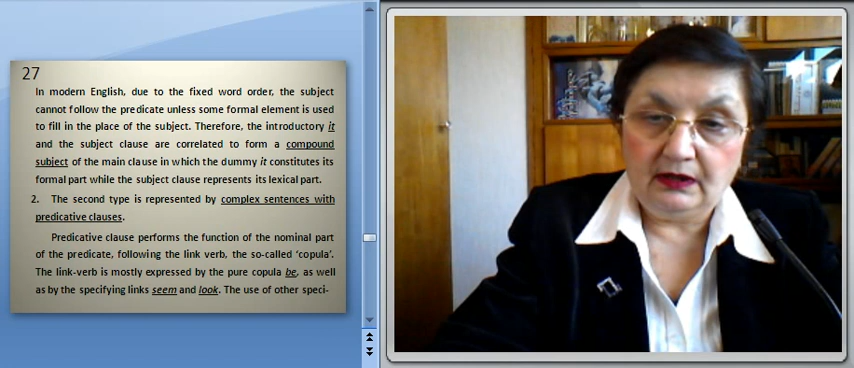 27
In modern English, due to the fixed word order, the subject
cannot follow the predicate unless some formal element is used
to fill in the place of the subject. Therefore, the introductory it
and the subject clause are correlated to form a compound
subject of the main clause in which the dummy it constitutes its
formal part while the subject clause represents its lexical part.
2. The second type is represented by complex sentences with
predicative clauses.
Predicative clause performs the function of the nominal part
of the predicate, following the link verb, the so-called ‘copula’.
The link-verb is mostly expressed by the pure copula be, as well
as by the specifying links seem and look. The use of other speci-